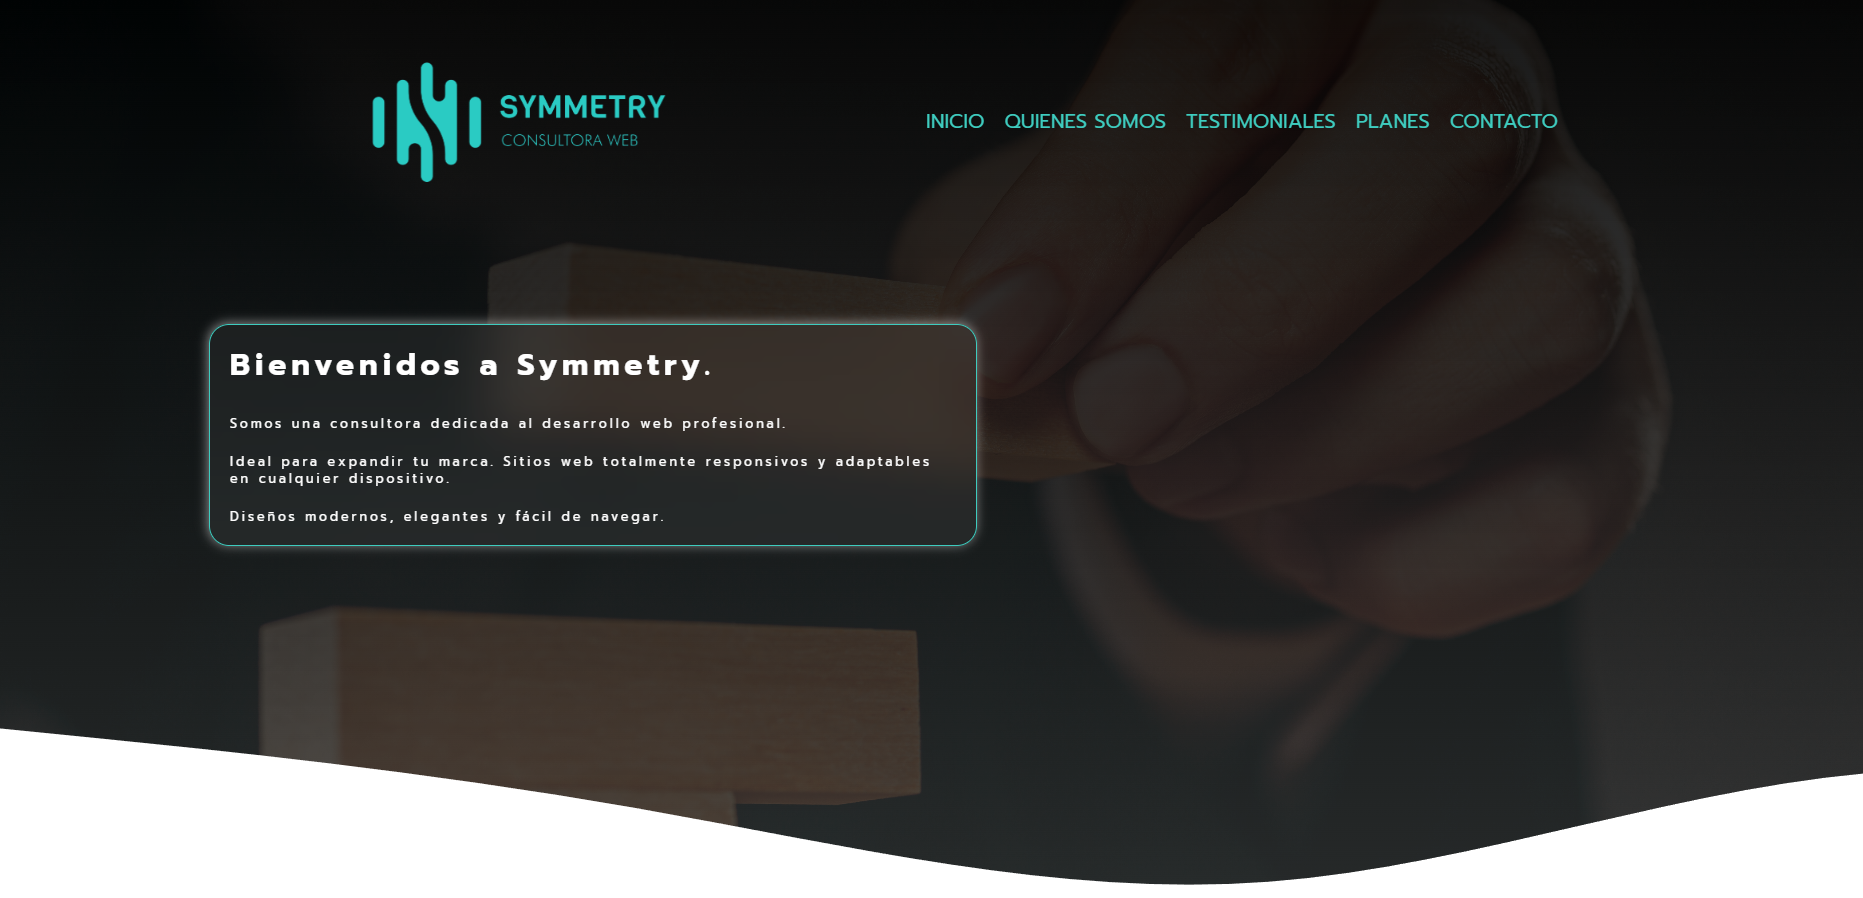 SYMMETRY
CONSULTORA WEB
INICIO QUIENES SOMOS TESTIMONIALES PLANES CONTACTO
Bienvenidos a Symmetry.
Somos una consultora dedicada al desarrollo web profesional.
Ideal para expandir tu marca. Sitios web totalmente responsivos y adaptables
en cualquier dispositivo.
Diseños modernos, elegantes y fácil de navegar.